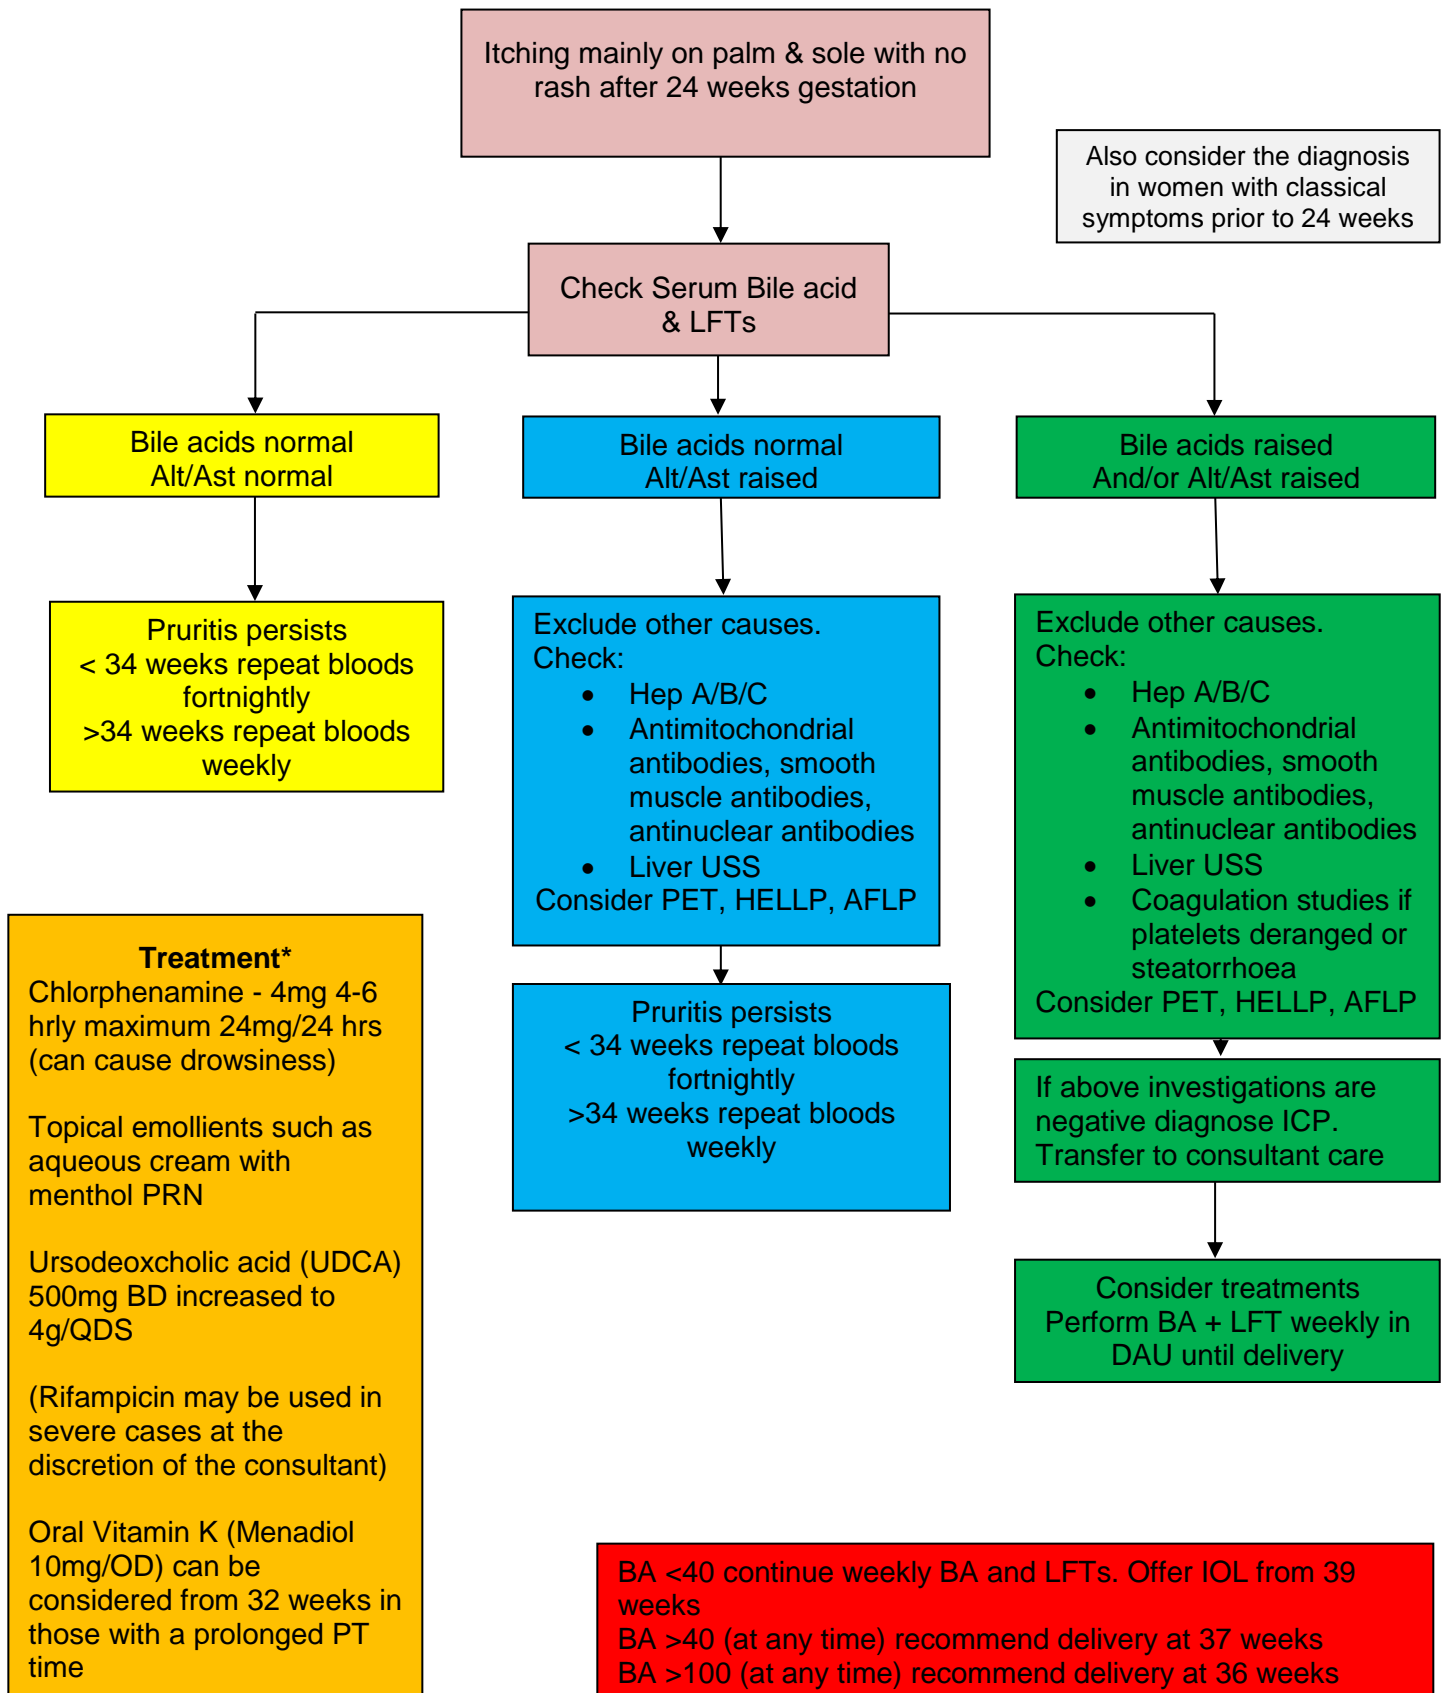 Itching mainly on palm & sole with no
rash after 24 weeks gestation
Also consider the diagnosis
in women with classical
symptoms prior to 24 weeks
Check Serum Bile acid
& LFTs
Bile acids normal
Alt/Ast normal
Bile acids normal
Alt/Ast raised
Bile acids raised
And/or Alt/Ast raised
Pruritis persists
< 34 weeks repeat bloods
fortnightly
>34 weeks repeat bloods
weekly
Exclude other causes.
Check:
• Hep A/B/C
• Antimitochondrial
antibodies, smooth
muscle antibodies,
antinuclear antibodies
• Liver USS
Consider PET, HELLP, AFLP
Exclude other causes.
Check:
• Hep A/B/C
• Antimitochondrial
antibodies, smooth
muscle antibodies,
antinuclear antibodies
• Liver USS
• Coagulation studies if
platelets deranged or
steatorrhoea
Consider PET, HELLP, AFLP
Pruritis persists
< 34 weeks repeat bloods
fortnightly
>34 weeks repeat bloods
weekly
If above investigations are
negative diagnose ICP.
Transfer to consultant care
Consider treatments
Perform BA + LFT weekly in
DAU until delivery
Treatment*
Chlorphenamine - 4mg 4-6
hrly maximum 24mg/24 hrs
(can cause drowsiness)
Topical emollients such as
aqueous cream with
menthol PRN
Ursodeoxcholic acid (UDCA)
500mg BD increased to
4g/QDS
(Rifampicin may be used in
severe cases at the
discretion of the consultant)
Oral Vitamin K (Menadiol
10mg/OD) can be
considered from 32 weeks in
those with a prolonged PT
time
BA <40 continue weekly BA and LFTs. Offer IOL from 39
weeks
BA >40 (at any time) recommend delivery at 37 weeks
BA >100 (at any time) recommend delivery at 36 weeks